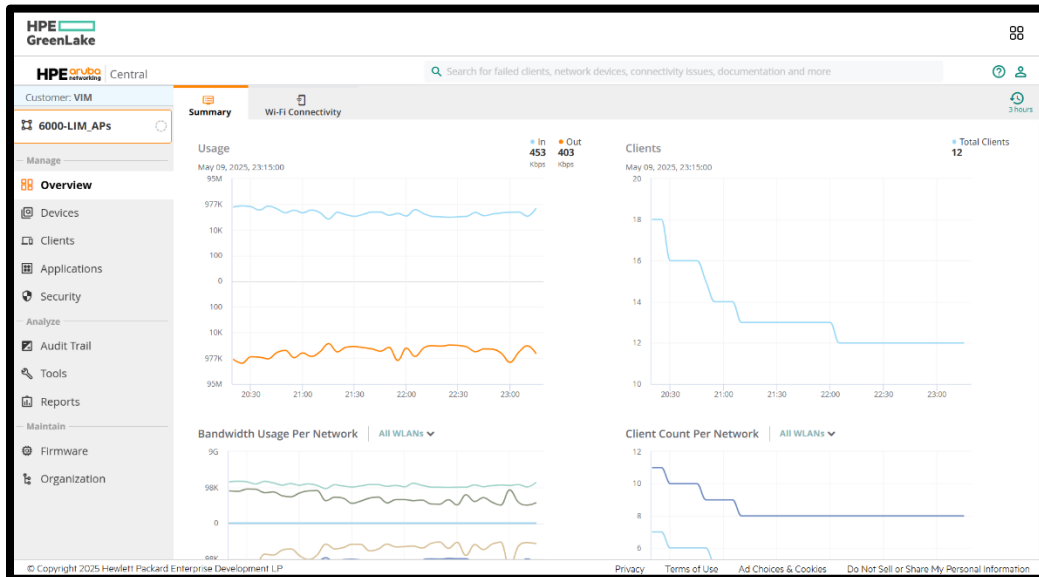 HPE
GreenLake
HPE aruba networking Central
Search for failed clients, network devices, connectivity issues, documentation and more
Customer: VIM
6000-LIM_APs
Summary
Wi-Fi Connectivity
3 hours
Manage
Overview
Devices
Clients
Applications
Security
Analyze
Audit Trail
Tools
Reports
Maintain
Firmware
Organization
Usage
In
453
Kbps
Out
403
Kbps
May 09, 2025, 23:15:00
95M
977K
10K
100
0
100
10K
977K
95M
20:30 21:00 21:30 22:00 22:30 23:00
Clients
Total Clients
12
May 09, 2025, 23:15:00
20
18
16
14
12
10
20:30 21:00 21:30 22:00 22:30 23:00
Bandwidth Usage Per Network All WLANs
9G
98K
0
98K
Client Count Per Network All WLANs
12
10
8
6
© Copyright 2025 Hewlett Packard Enterprise Development LP
Privacy Terms of Use Ad Choices & Cookies Do Not Sell or Share My Personal Information